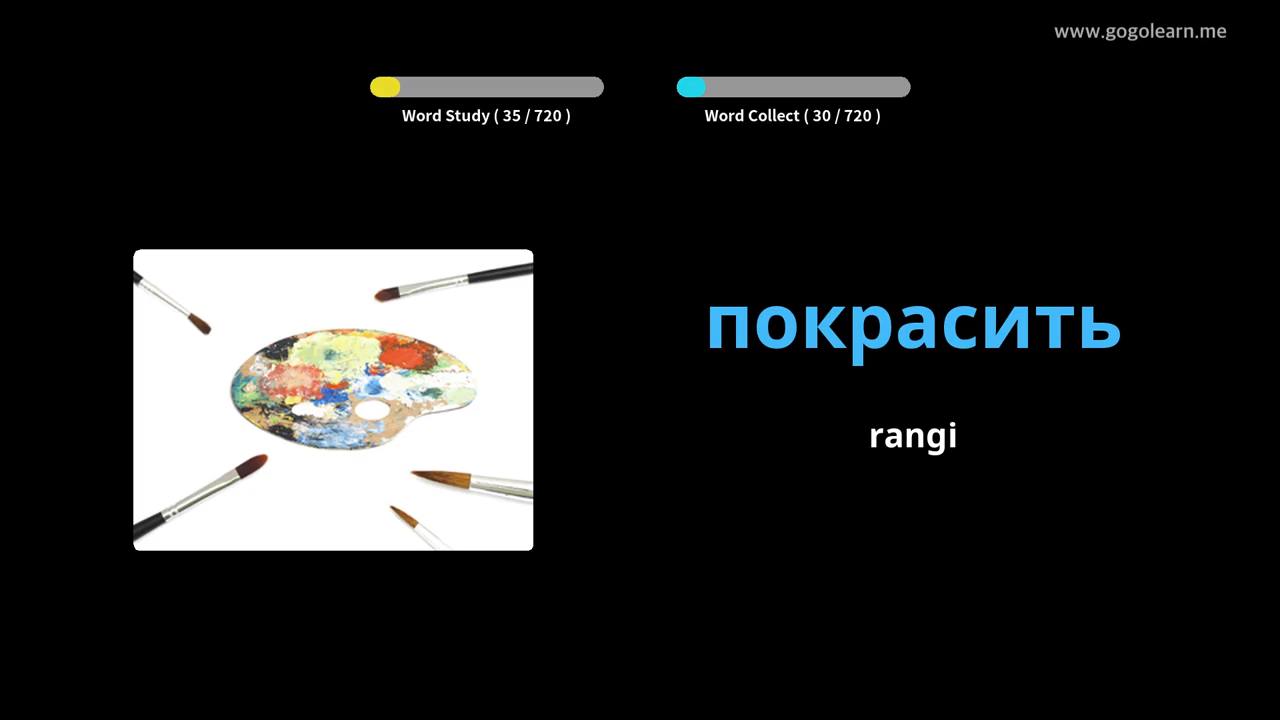 www.gogolearn.me
Word Study ( 35 / 720 )
Word Collect ( 30 / 720 )
покрасить
rangi